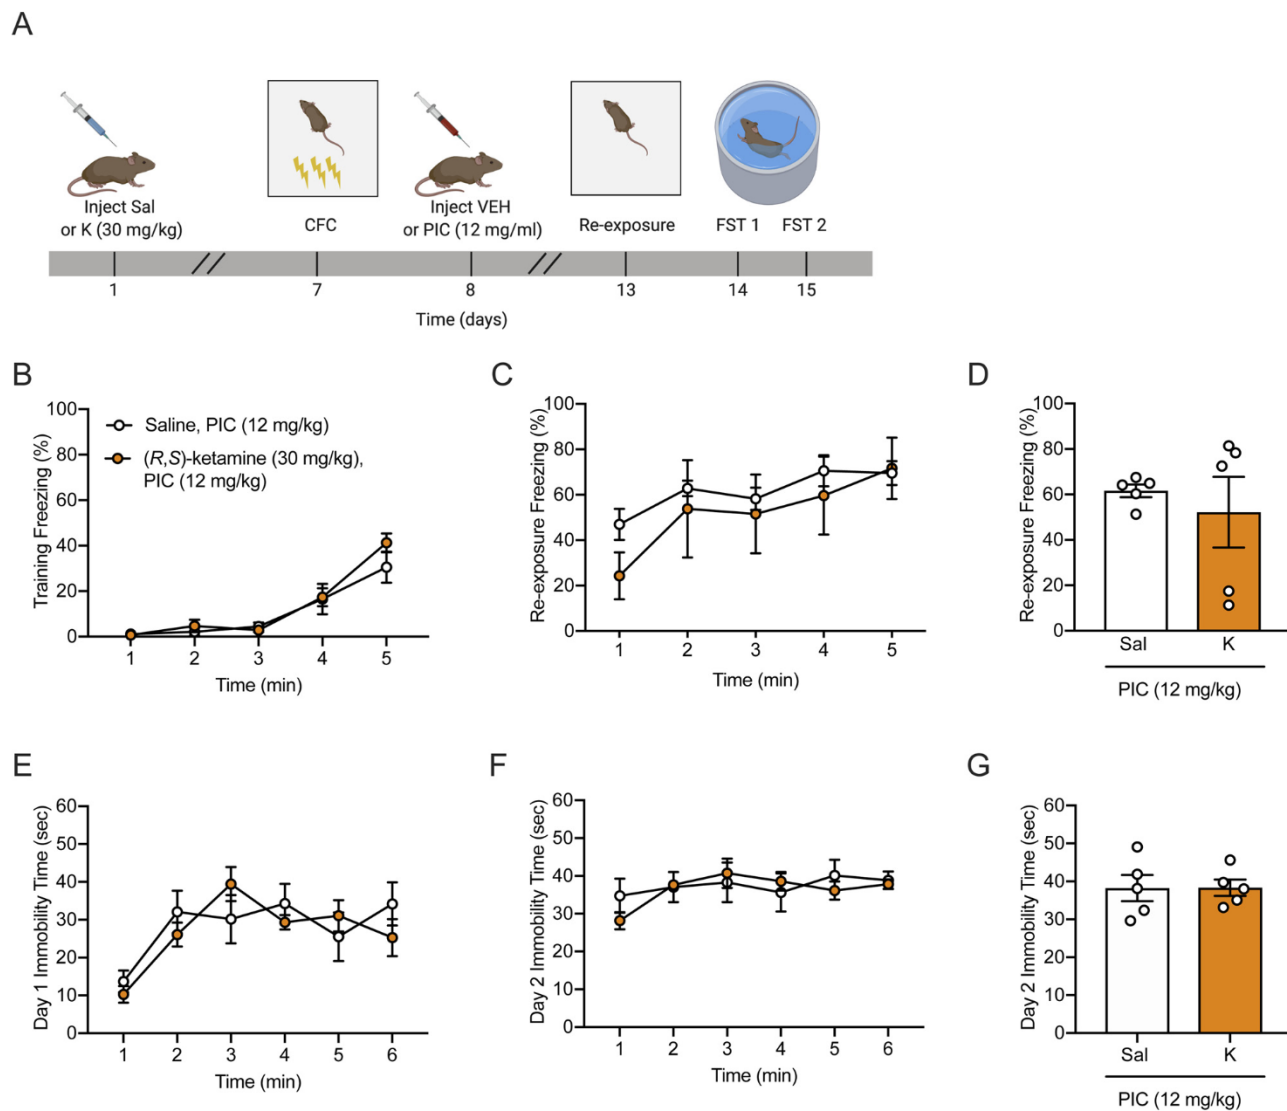 A
Inject Sal
or K (30 mg/kg)
CFC
Inject VEH
or PIC (12 mg/ml)
Re-exposure
FST 1
FST 2
1
7
8
13
14
15
Time (days)
B
Training Freezing (%)
100
80
60
40
20
0
Saline, PIC (12 mg/kg)
(R,S)-ketamine (30 mg/kg),
PIC (12 mg/kg)
1 2 3 4 5
Time (min)
C
Re-exposure Freezing (%)
100
80
60
40
20
0
1 2 3 4 5
Time (min)
D
Re-exposure Freezing (%)
100
80
60
40
20
0
Sal K
PIC (12 mg/kg)
E
Day 1 Immobility Time (sec)
60
50
40
30
20
10
0
1 2 3 4 5 6
Time (min)
F
Day 2 Immobility Time (sec)
60
50
40
30
20
10
0
1 2 3 4 5 6
Time (min)
G
Day 2 Immobility Time (sec)
60
50
40
30
20
10
0
Sal K
PIC (12 mg/kg)